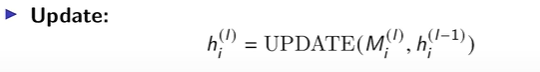 ▶ Update:
h_i^{(l)} = UPDATE(M_i^{(l)}, h_i^{(l-1)})